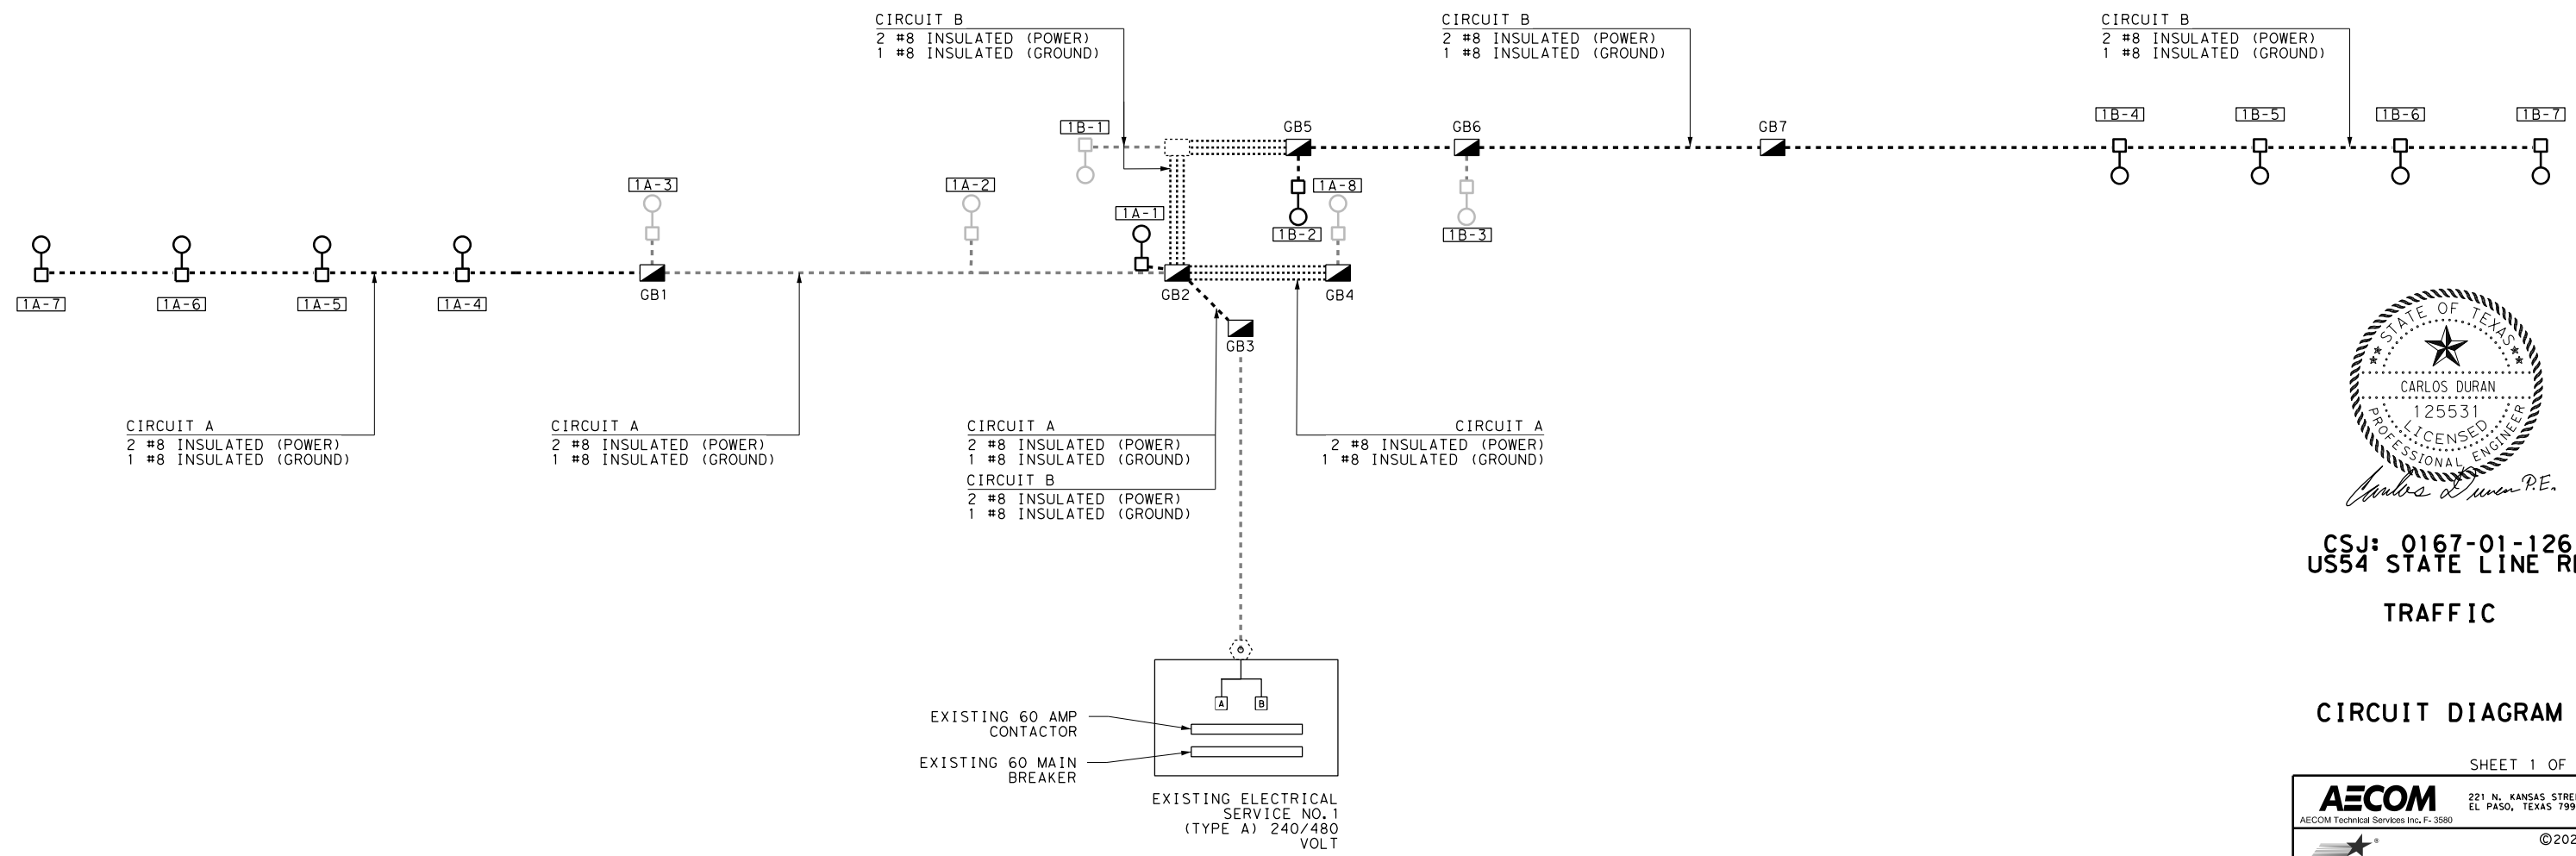 CIRCUIT B
2 #8 INSULATED (POWER)
1 #8 INSULATED (GROUND)
CIRCUIT B
2 #8 INSULATED (POWER)
1 #8 INSULATED (GROUND)
CIRCUIT B
2 #8 INSULATED (POWER)
1 #8 INSULATED (GROUND)
1B-1
GB5
GB6
GB7
1B-4
1B-5
1B-6
1B-7
1A-3
1A-2
1A-8
1A-1
1B-2
1B-3
1A-7
1A-6
1A-5
1A-4
GB1
GB2
GB4
GB3
CIRCUIT A
2 #8 INSULATED (POWER)
1 #8 INSULATED (GROUND)
CIRCUIT A
2 #8 INSULATED (POWER)
1 #8 INSULATED (GROUND)
CIRCUIT A
2 #8 INSULATED (POWER)
1 #8 INSULATED (GROUND)
CIRCUIT B
2 #8 INSULATED (POWER)
1 #8 INSULATED (GROUND)
CIRCUIT A
2 #8 INSULATED (POWER)
1 #8 INSULATED (GROUND)
STATE OF TEXAS
CARLOS DURAN
125531
LICENSED
PROFESSIONAL ENGINEER
Carlos Duran P.E.
CSJ: 0167-01-126
US54 STATE LINE
TRAFFIC
CIRCUIT DIAGRAM
A
B
EXISTING 60 AMP
CONTACTOR
EXISTING 60 MAIN
BREAKER
EXISTING ELECTRICAL
SERVICE NO.1
(TYPE A) 240/480
VOLT
SHEET 1 OF
AECOM
AECOM Technical Services Inc. F-3580
221 N. KANSAS
EL PASO, TEXAS
©